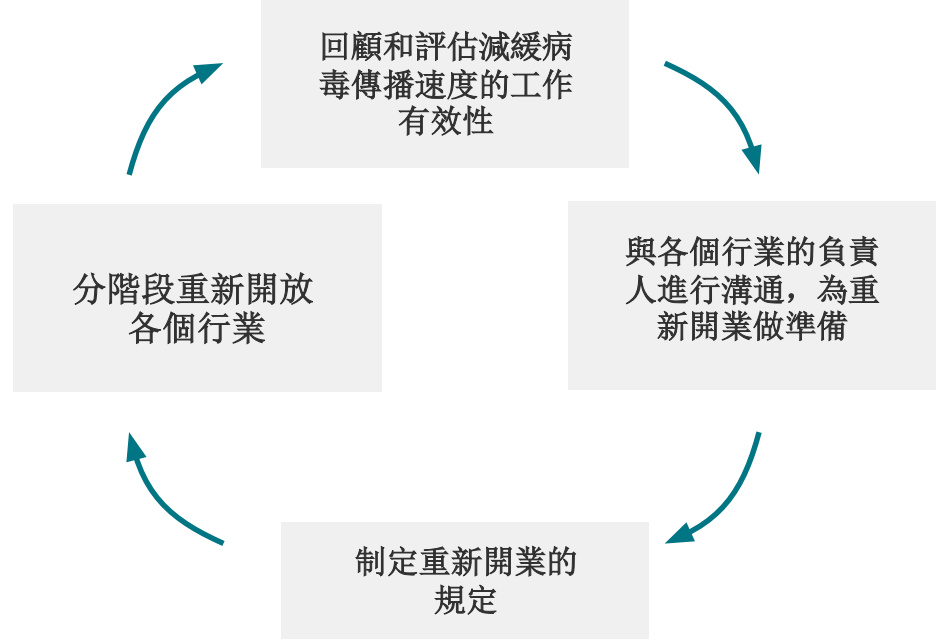 回顧和評估減緩病
毒傳播速度的工作
有效性
與各個行業的負責
人進行溝通，為重
新開業做準備
制定重新開業的
規定
分階段重新開放
各個行業